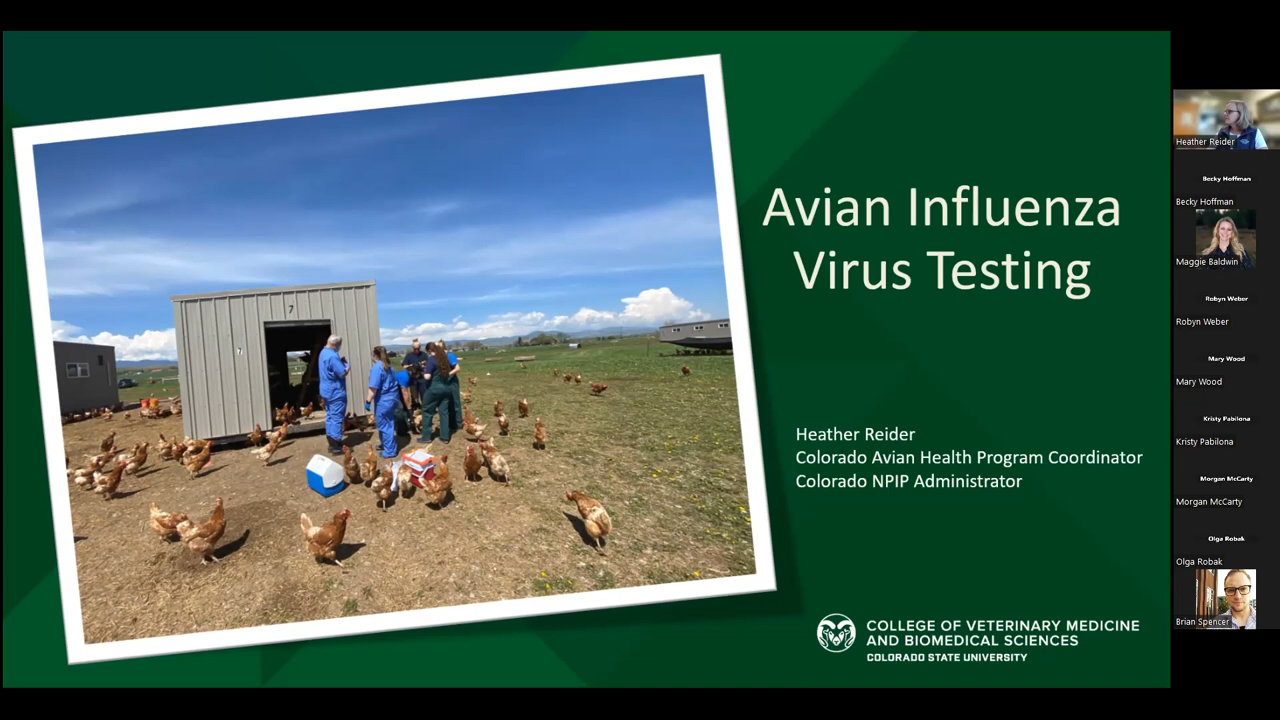 Avian Influenza
Virus Testing
Heather Reider
Colorado Avian Health Program Coordinator
Colorado NPIP Administrator
COLLEGE OF VETERINARY MEDICINE
AND BIOMEDICAL SCIENCES
COLORADO STATE UNIVERSITY
7
Heather Reider
Becky Hoffman
Becky Hoffman
Maggie Baldwin
Robyn Weber
Robyn Weber
Mary Wood
Mary Wood
Kristy Pabilona
Kristy Pabilona
Morgan McCarty
Morgan McCarty
Olga Robak
Olga Robak
Brian Spencer